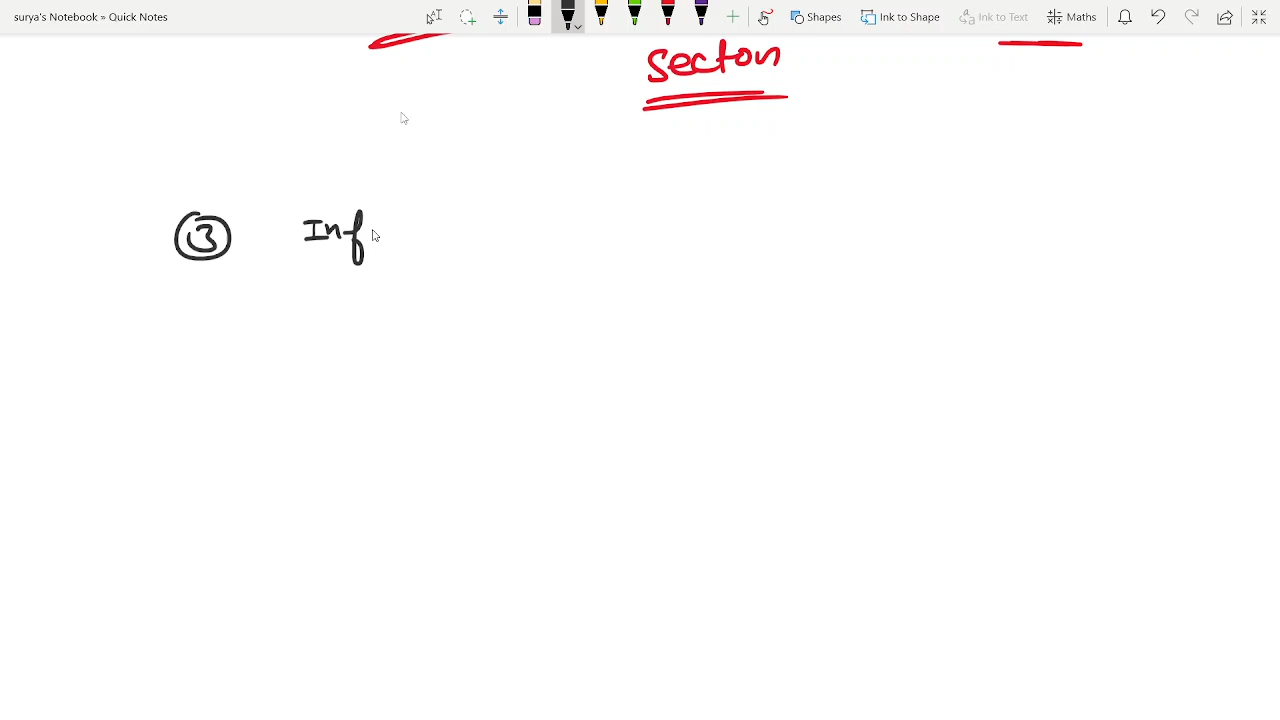 surya's Notebook » Quick Notes Shapes Ink to Shape Ink to Text Maths
secton
3 Inf